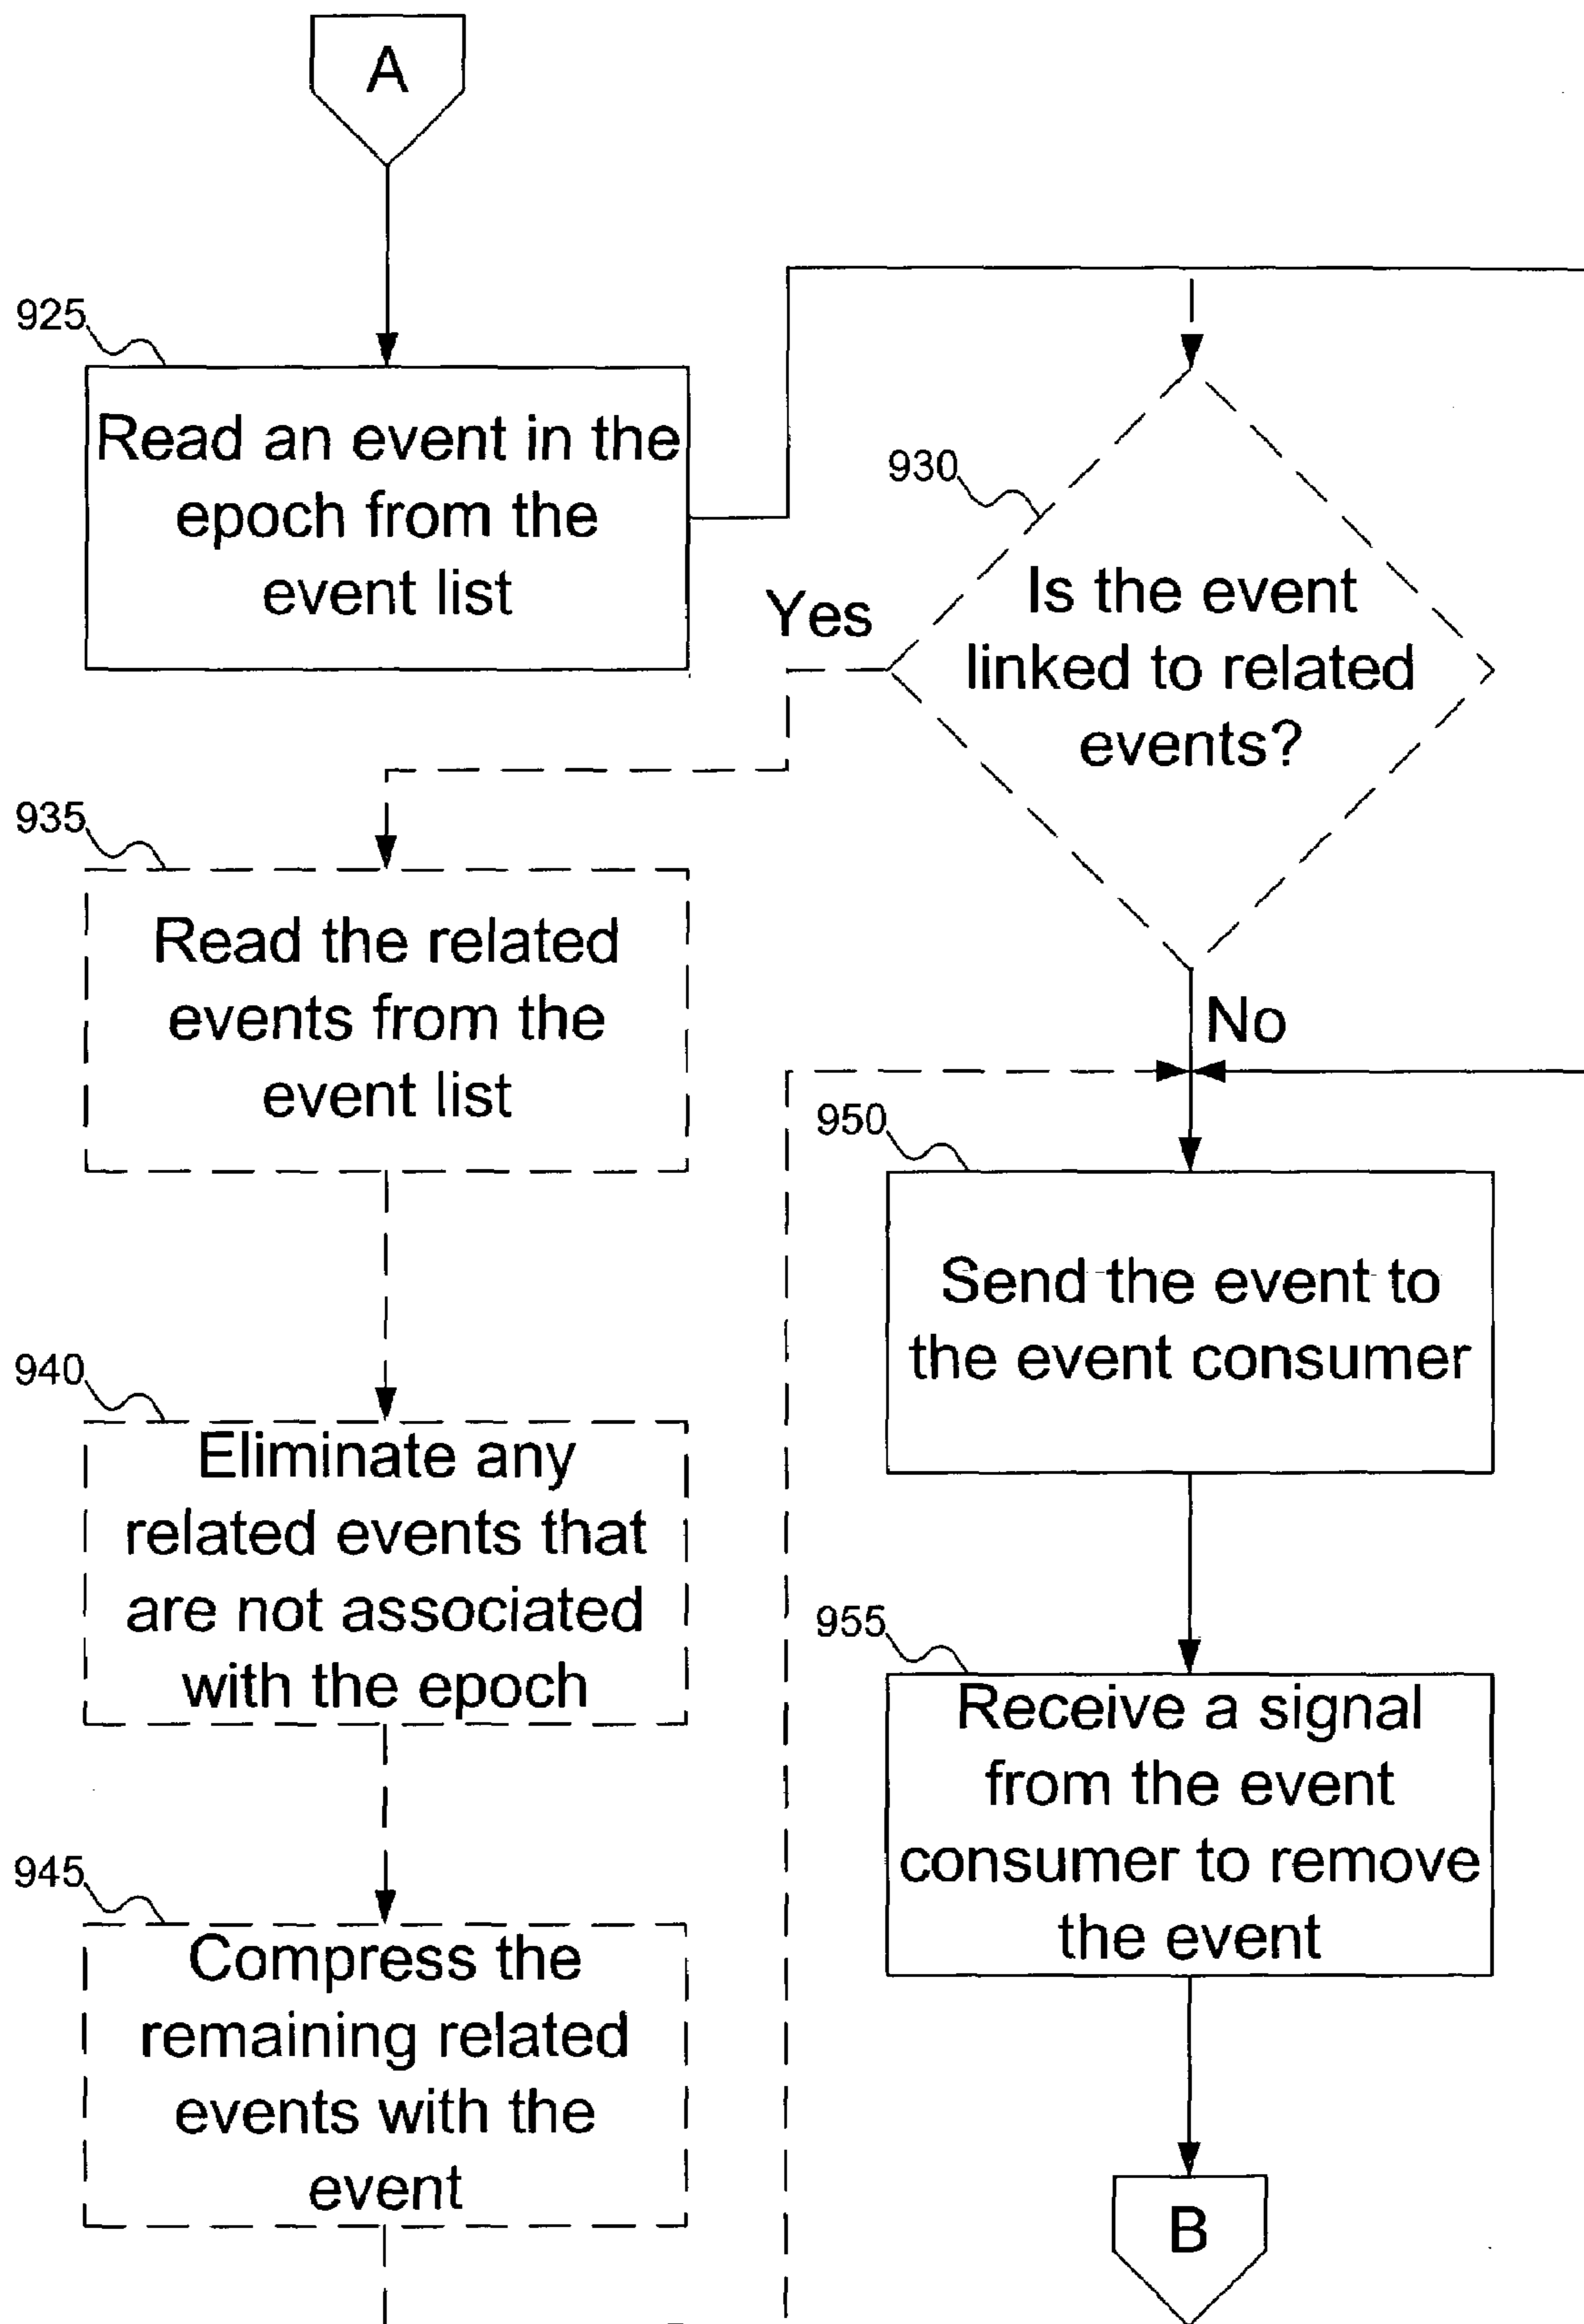 A
925
Read an event in the
epoch from the
event list
930
Is the event
linked to related
events?
Yes
No
935
Read the related
events from the
event list
940
Eliminate any
related events that
are not associated
with the epoch
945
Compress the
remaining related
events with the
event
950
Send the event to
the event consumer
955
Receive a signal
from the event
consumer to remove
the event
B